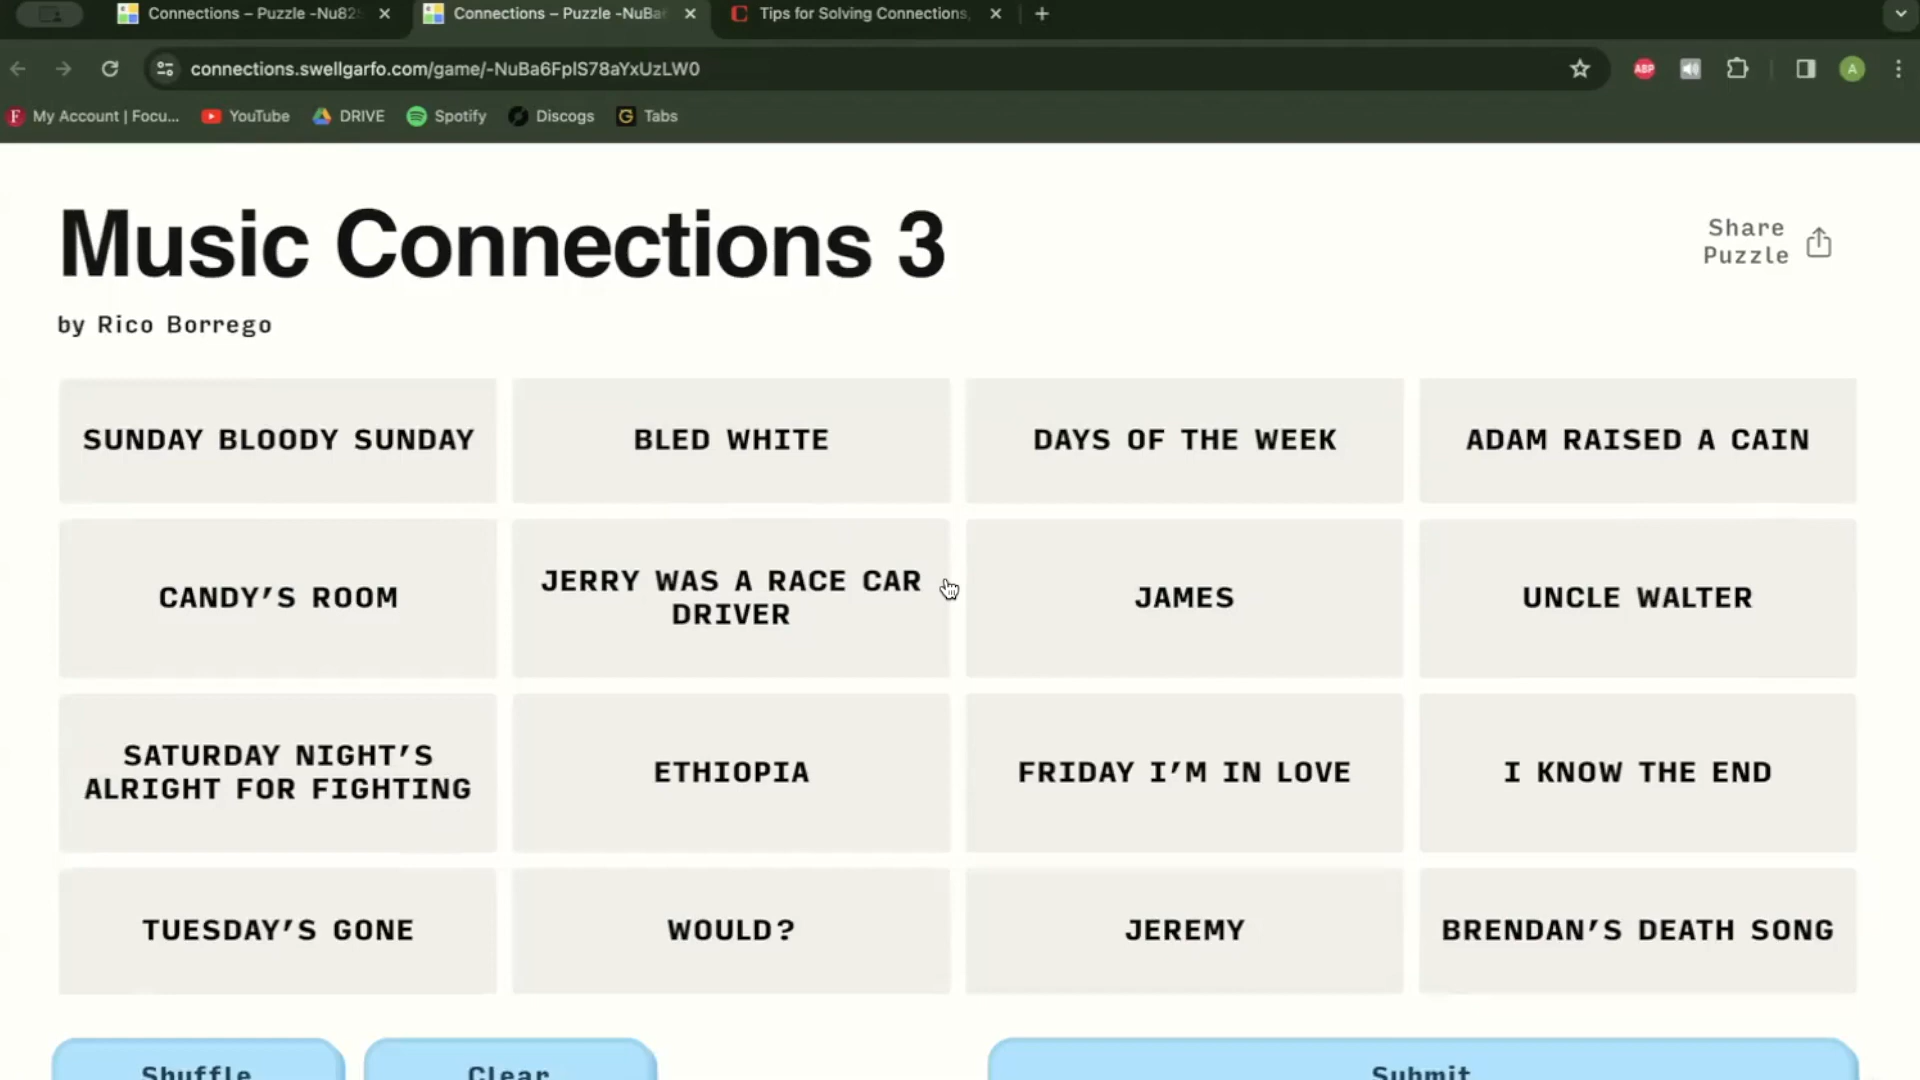 Connections – Puzzle -Nu82
Connections – Puzzle -NuBa
Tips for Solving Connections,
connections.swellgarfo.com/game/-NuBa6FplS78aYxUzLW0
ABP
A
My Account | Focu...
YouTube
DRIVE
Spotify
Discogs
Tabs
Music Connections 3
Share
Puzzle
by Rico Borrego
SUNDAY BLOODY SUNDAY
BLED WHITE
DAYS OF THE WEEK
ADAM RAISED A CAIN
CANDY’S ROOM
JERRY WAS A RACE CAR
DRIVER
JAMES
UNCLE WALTER
SATURDAY NIGHT’S
ALRIGHT FOR FIGHTING
ETHIOPIA
FRIDAY I’M IN LOVE
I KNOW THE END
TUESDAY’S GONE
WOULD?
JEREMY
BRENDAN’S DEATH SONG
Shuffle
Clear
Submit